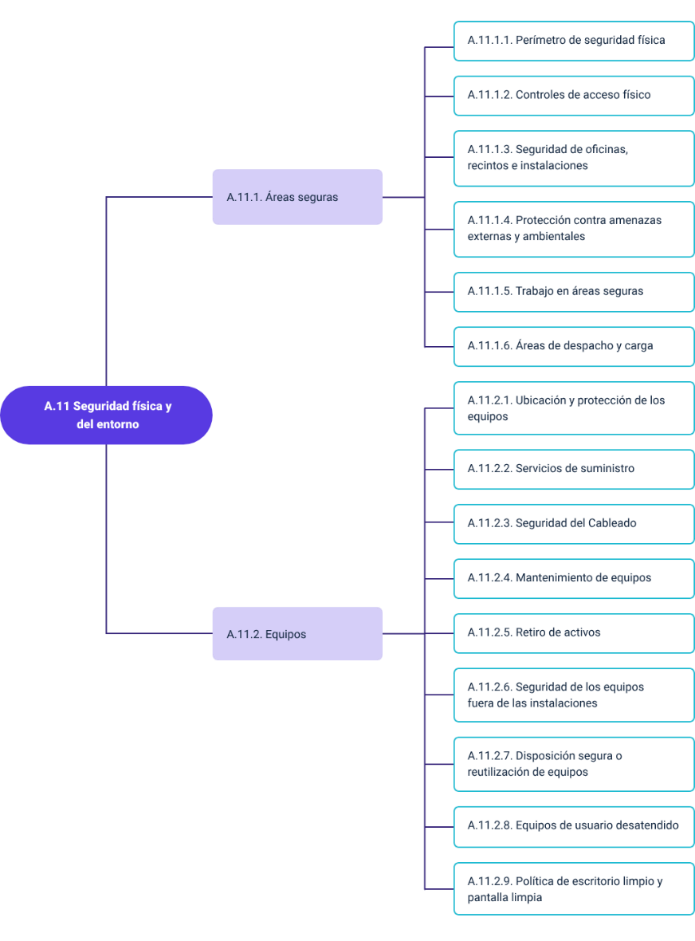 A.11 Seguridad física y
del entorno
A.11.1. Áreas seguras
A.11.1.1. Perímetro de seguridad física
A.11.1.2. Controles de acceso físico
A.11.1.3. Seguridad de oficinas,
recintos e instalaciones
A.11.1.4. Protección contra amenazas
externas y ambientales
A.11.1.5. Trabajo en áreas seguras
A.11.1.6. Áreas de despacho y carga
A.11.2. Equipos
A.11.2.1. Ubicación y protección de los
equipos
A.11.2.2. Servicios de suministro
A.11.2.3. Seguridad del Cableado
A.11.2.4. Mantenimiento de equipos
A.11.2.5. Retiro de activos
A.11.2.6. Seguridad de los equipos
fuera de las instalaciones
A.11.2.7. Disposición segura o
reutilización de equipos
A.11.2.8. Equipos de usuario desatendido
A.11.2.9. Política de escritorio limpio y
pantalla limpia